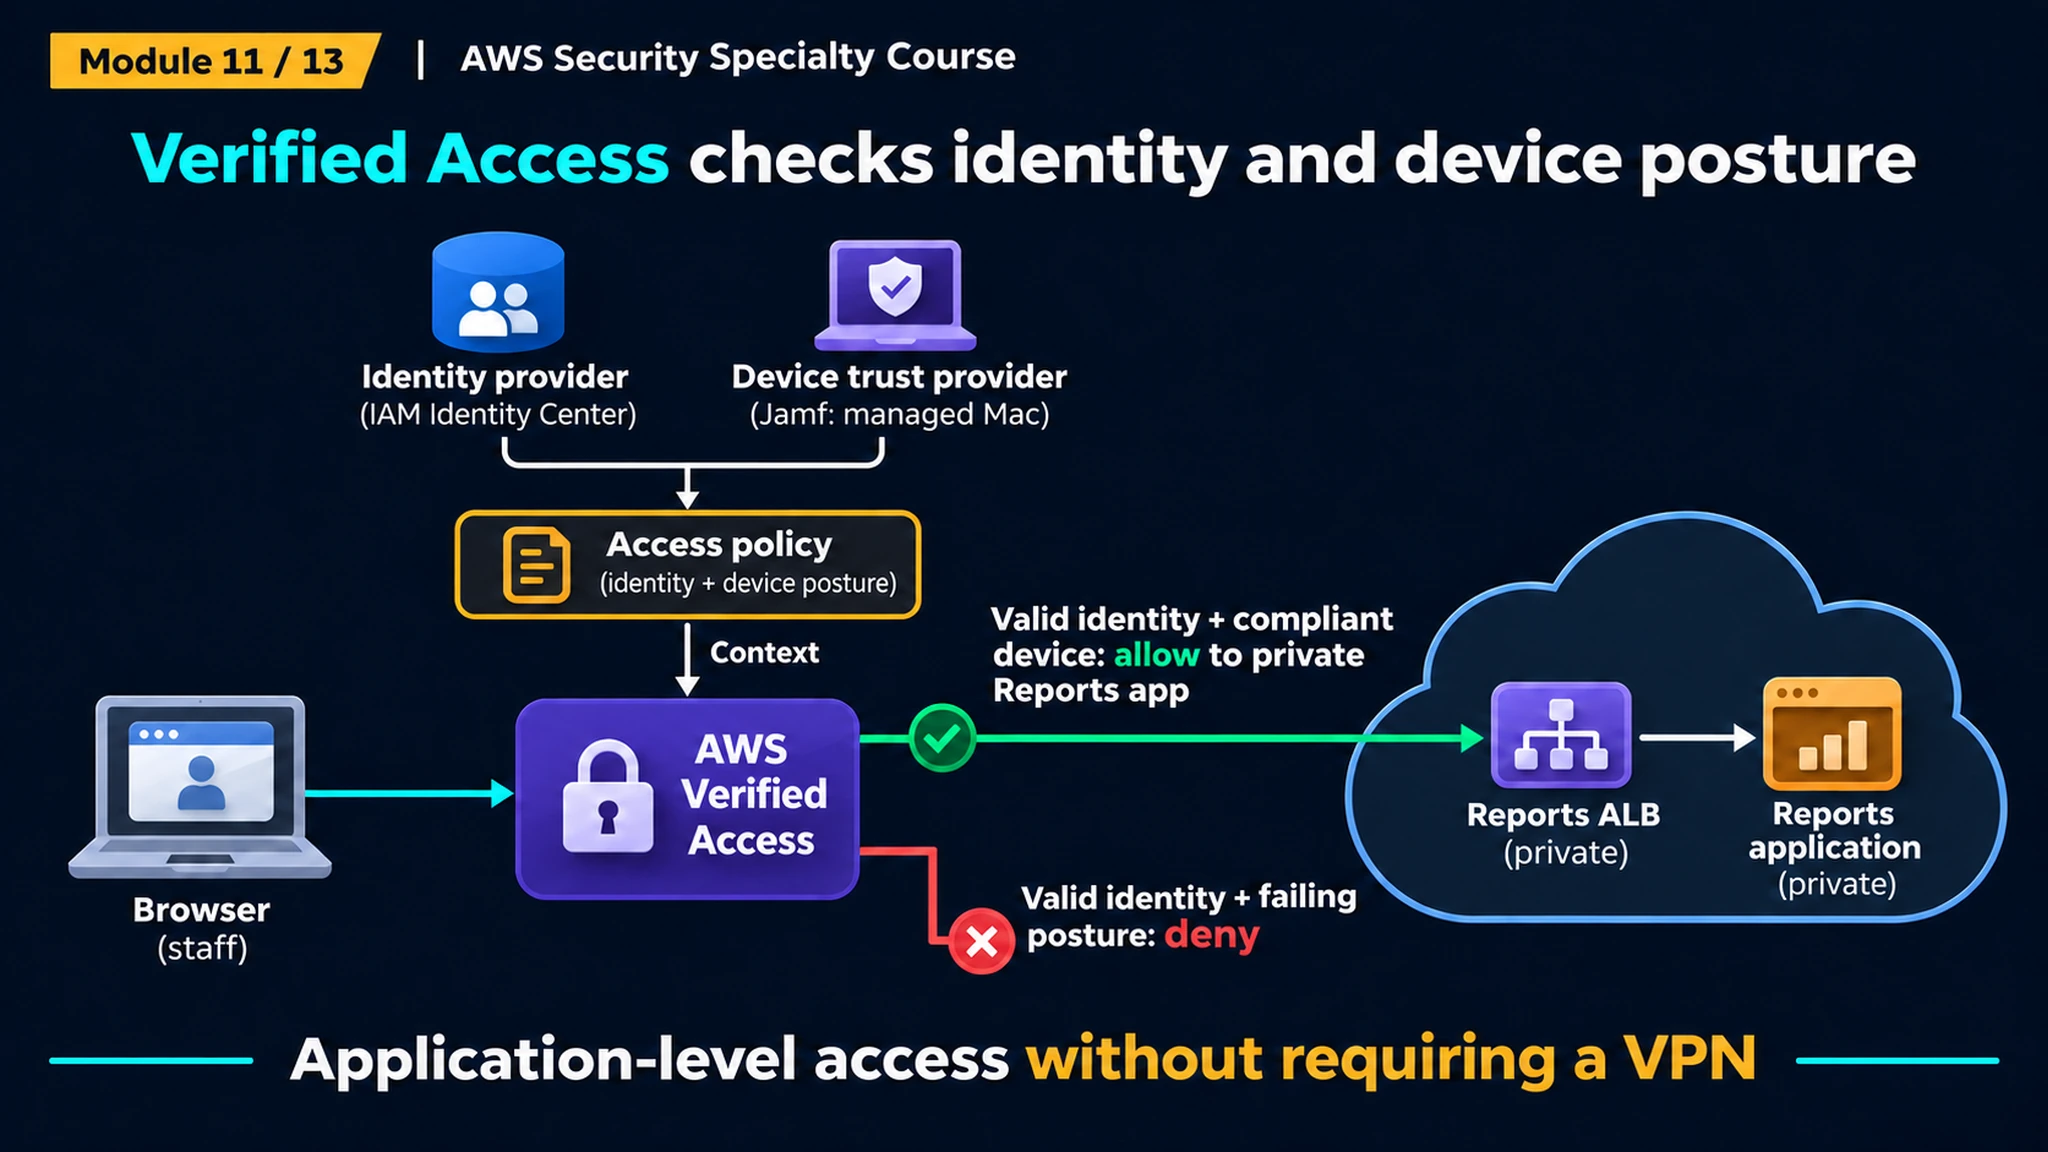 Module 11 / 13 | AWS Security Specialty Course
Verified Access checks identity and device posture
Identity provider
(IAM Identity Center)
Device trust provider
(Jamf: managed Mac)
Access policy
(identity + device posture)
Context
Valid identity + compliant
device: allow to private
Reports app
AWS
Verified
Access
Browser
(staff)
Valid identity + failing
posture: deny
Reports ALB
(private)
Reports
application
(private)
Application-level access without requiring a VPN